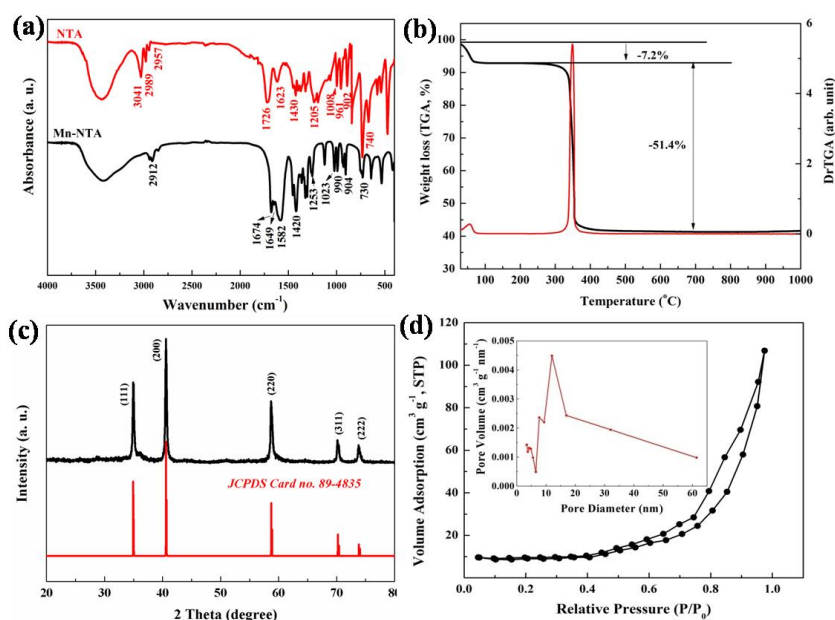 (a)
NTA
3041
2989
2957
1726
1623
1430
1205
1008
961
902
740
Mn-NTA
2912
1674
1649
1582
1420
1253
1023
990
904
730
Absorbance (a. u.)
4000 3500 3000 2500 2000 1500 1000 500
Wavenumber (cm⁻¹)
(b)
100
90
80
70
60
50
40
30
Weight loss (TGA, %)
-7.2%
-51.4%
6
4
2
0
DrTGA (arb. unit)
100 200 300 400 500 600 700 800 900 1000
Temperature (°C)
(c)
(111)
(200)
(220)
(311)
(222)
JCPDS Card no. 89-4835
Intensity (a. u.)
20 30 40 50 60 70 80
2 Theta (degree)
(d)
120
100
80
60
40
20
10
Volume Adsorption (cm³ g⁻¹, STP)
0.005
0.004
0.003
0.002
0.001
0.000
Pore Volume (cm³ g⁻¹ nm⁻¹)
0 10 20 30 40 50 60
Pore Diameter (nm)
0.0 0.2 0.4 0.6 0.8 1.0
Relative Pressure (P/P₀)